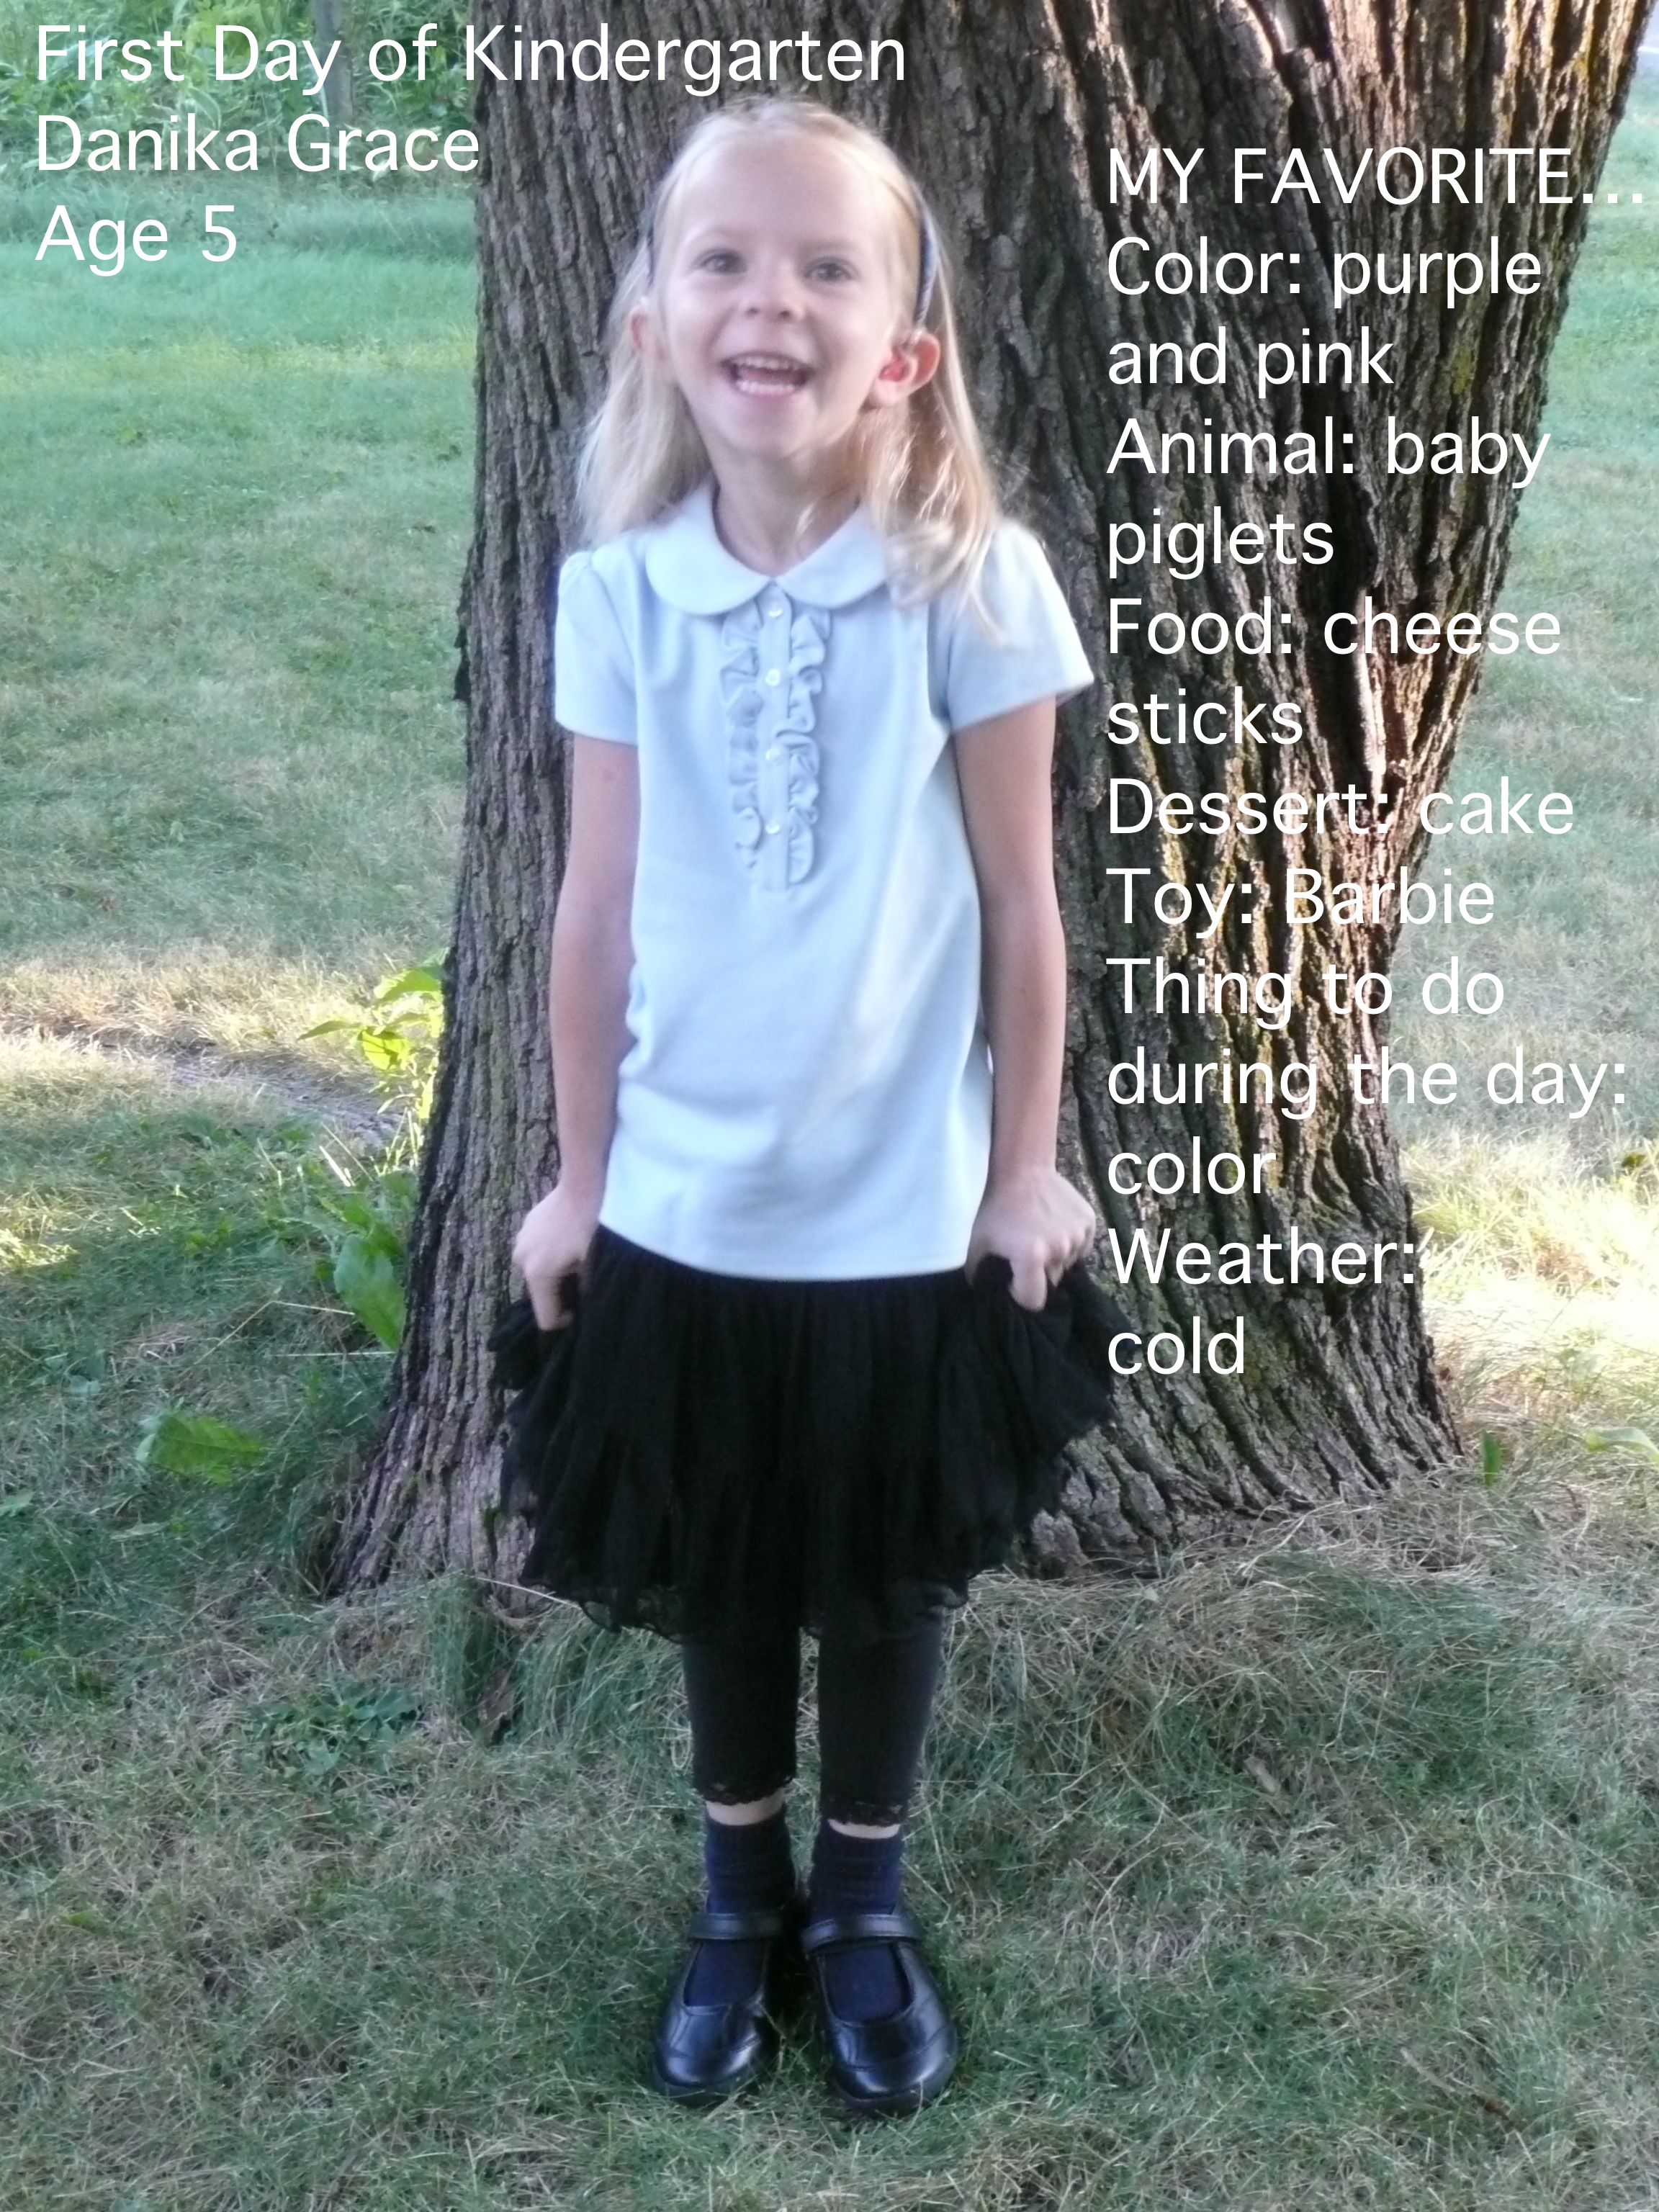 First Day of Kindergarten
Danika Grace
Age 5
MY FAVORITE...
Color: purple
and pink
Animal: baby
piglets
Food: cheese
sticks
Dessert: cake
Toy: Barbie
Thing to do
during the day:
color
Weather:
cold